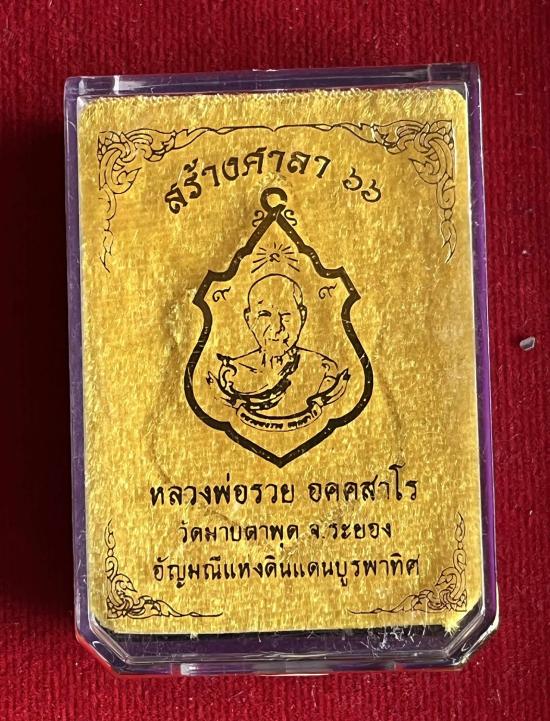 สร้างศาลา ๖๖
๙ ๙
หลวงพ่อรวย อคคสาโร
วัดมาบตาพุด จ.ระยอง
อัญมณีแห่งดินแดนบูรพาทิศ